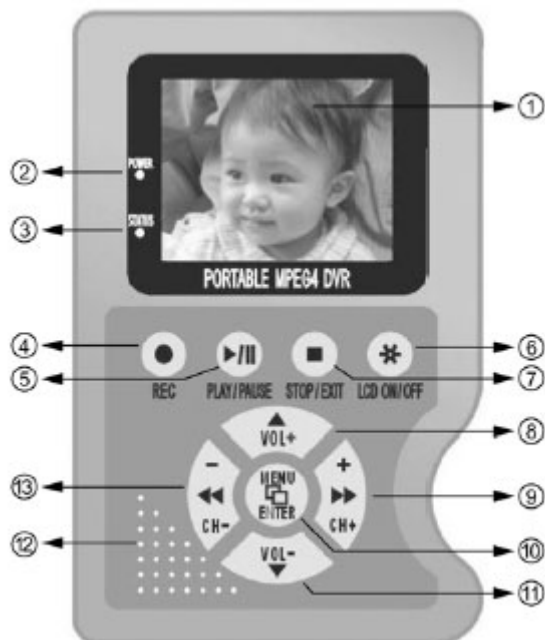 ①
② POWER
③ STATUS
PORTABLE MPEG4 DVR
④ ⑥
⑤ ⑦
REC PLAY/PAUSE STOP/EXIT LCD ON/OFF
VOL+ ⑧
⑬ - MENU +
ENTER ⑨
CH- CH+
⑩
⑫ VOL-
⑪